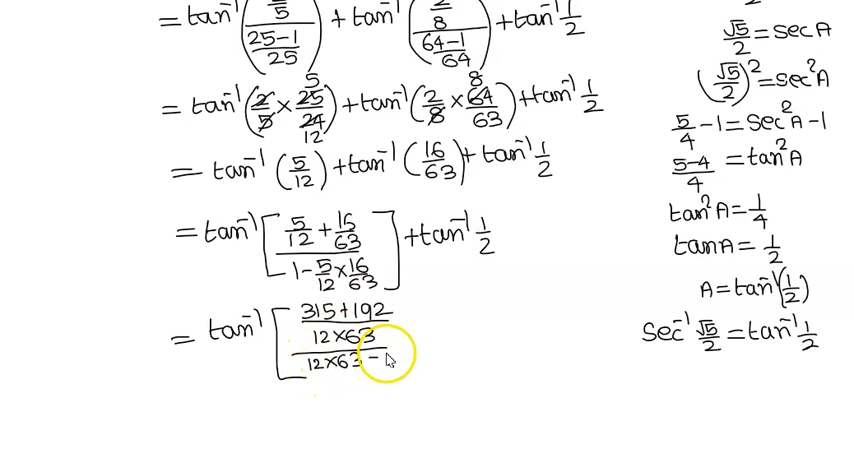 = tan⁻¹( (2/5)/((25-1)/25) ) + tan⁻¹( (2/8)/((64-1)/64) ) + tan⁻¹ 1/2
= tan⁻¹( 2/5 × 25/24 ) + tan⁻¹( 2/8 × 64/63 ) + tan⁻¹ 1/2
5 8
12
= tan⁻¹( 5/12 ) + tan⁻¹( 16/63 ) + tan⁻¹ 1/2
= tan⁻¹[ (5/12 + 16/63)/(1 - 5/12 × 16/63) ] + tan⁻¹ 1/2
= tan⁻¹[ ((315+192)/(12×63))/(12×63 -
√5/2 = sec A
(√5/2)² = sec²A
5/4 - 1 = sec²A - 1
(5-4)/4 = tan²A
tan²A = 1/4
tan A = 1/2
A = tan⁻¹(1/2)
sec⁻¹ √5/2 = tan⁻¹ 1/2